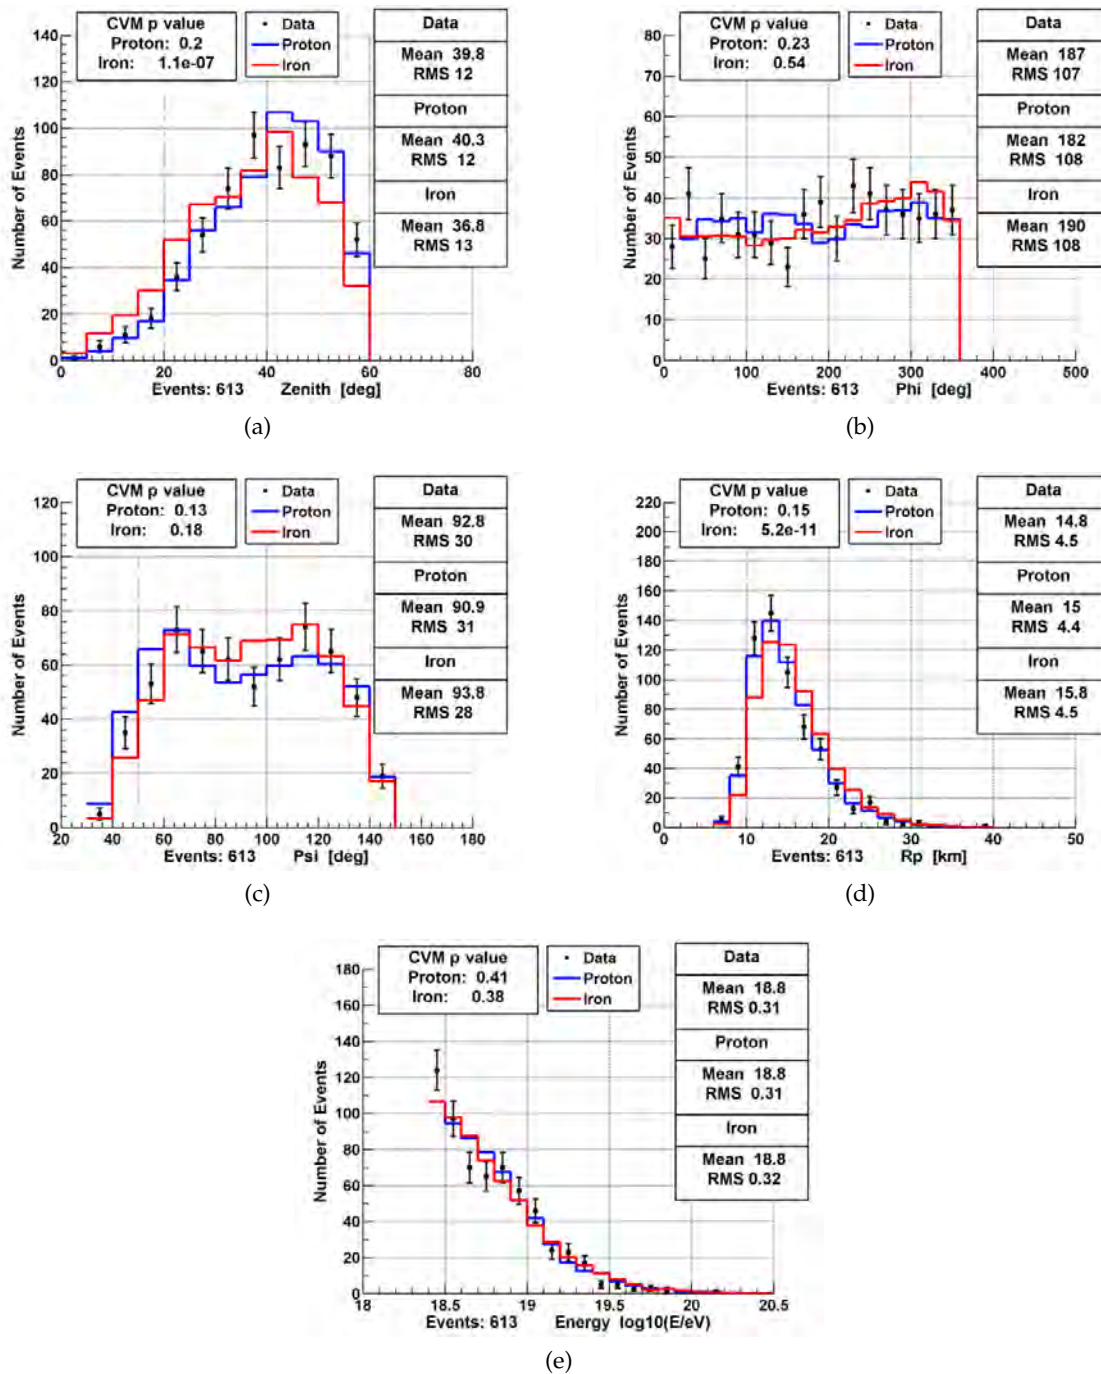 CVM p value
Proton: 0.2
Iron: 1.1e-07
Data
Proton
Iron
Data
Mean 39.8
RMS 12
Proton
Mean 40.3
RMS 12
Iron
Mean 36.8
RMS 13
Number of Events
140
120
100
80
60
40
20
0
0 20 40 60 80
Events: 613 Zenith [deg]
(a)
CVM p value
Proton: 0.23
Iron: 0.54
Data
Proton
Iron
Data
Mean 187
RMS 107
Proton
Mean 182
RMS 108
Iron
Mean 190
RMS 108
Number of Events
80
70
60
50
40
30
20
10
0
0 100 200 300 400 500
Events: 613 Phi [deg]
(b)
CVM p value
Proton: 0.13
Iron: 0.18
Data
Proton
Iron
Data
Mean 92.8
RMS 30
Proton
Mean 90.9
RMS 31
Iron
Mean 93.8
RMS 28
Number of Events
120
100
80
60
40
20
0
20 40 60 80 100 120 140 160 180
Events: 613 Psi [deg]
(c)
CVM p value
Proton: 0.15
Iron: 5.2e-11
Data
Proton
Iron
Data
Mean 14.8
RMS 4.5
Proton
Mean 15
RMS 4.4
Iron
Mean 15.8
RMS 4.5
Number of Events
220
200
180
160
140
120
100
80
60
40
20
0
0 10 20 30 40 50
Events: 613 Rp [km]
(d)
CVM p value
Proton: 0.41
Iron: 0.38
Data
Proton
Iron
Data
Mean 18.8
RMS 0.31
Proton
Mean 18.8
RMS 0.31
Iron
Mean 18.8
RMS 0.32
Number of Events
180
160
140
120
100
80
60
40
20
0
18 18.5 19 19.5 20 20.5
Events: 613 Energy log10(E/eV)
(e)